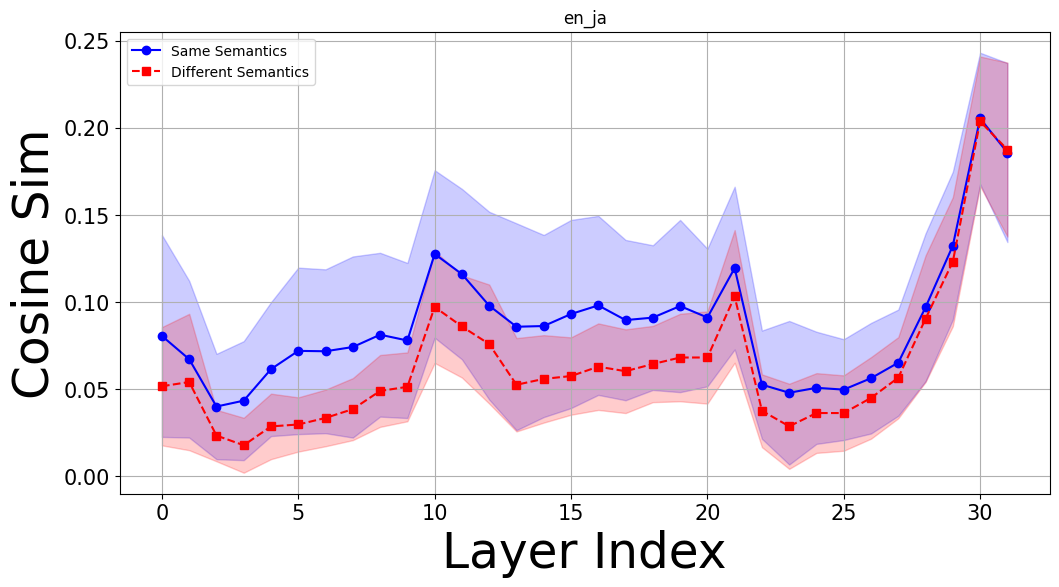 en_ja
Same Semantics
Different Semantics
Cosine Sim
0.25
0.20
0.15
0.10
0.05
0.00
0 5 10 15 20 25 30
Layer Index